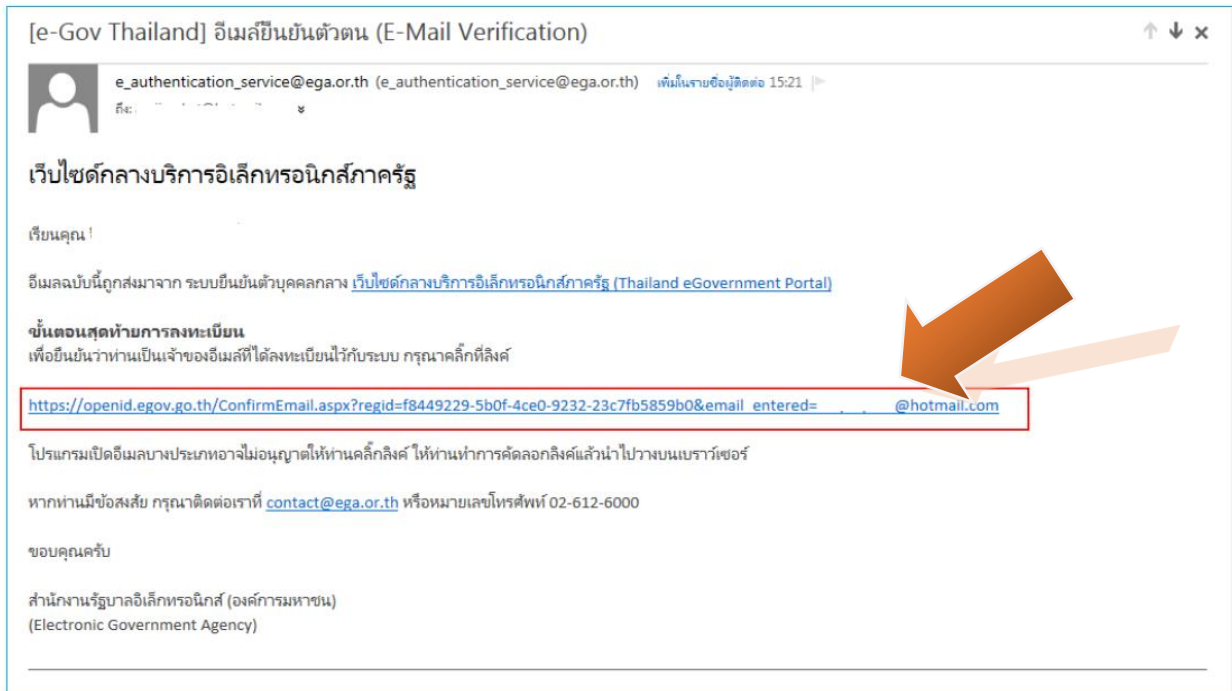 [e-Gov Thailand] อีเมล์ยืนยันตัวตน (E-Mail Verification)
e_authentication_service@ega.or.th (e_authentication_service@ega.or.th) เพิ่มในรายชื่อผู้ติดต่อ 15:21
ถึง:
เว็บไซต์กลางบริการอิเล็กทรอนิกส์ภาครัฐ
เรียนคุณ
อีเมลฉบับนี้ถูกส่งมาจาก ระบบยืนยันตัวบุคคลกลาง เว็บไซต์กลางบริการอิเล็กทรอนิกส์ภาครัฐ (Thailand eGovernment Portal)
ขั้นตอนสุดท้ายการลงทะเบียน
เพื่อยืนยันว่าท่านเป็นเจ้าของอีเมล์ที่ได้ลงทะเบียนไว้กับระบบ กรุณาคลิ๊กที่ลิงค์
https://openid.egov.go.th/ConfirmEmail.aspx?regid=f8449229-5b0f-4ce0-9232-23c7fb5859b0&email_entered= @hotmail.com
โปรแกรมเปิดอีเมลบางประเภทอาจไม่อนุญาตให้ท่านคลิ๊กลิงค์ ให้ท่านทำการคัดลอกลิงค์แล้วนำไปวางบนเบราว์เซอร์
หากท่านมีข้อสงสัย กรุณาติดต่อเราที่ contact@ega.or.th หรือหมายเลขโทรศัพท์ 02-612-6000
ขอบคุณครับ
สำนักงานรัฐบาลอิเล็กทรอนิกส์ (องค์การมหาชน)
(Electronic Government Agency)